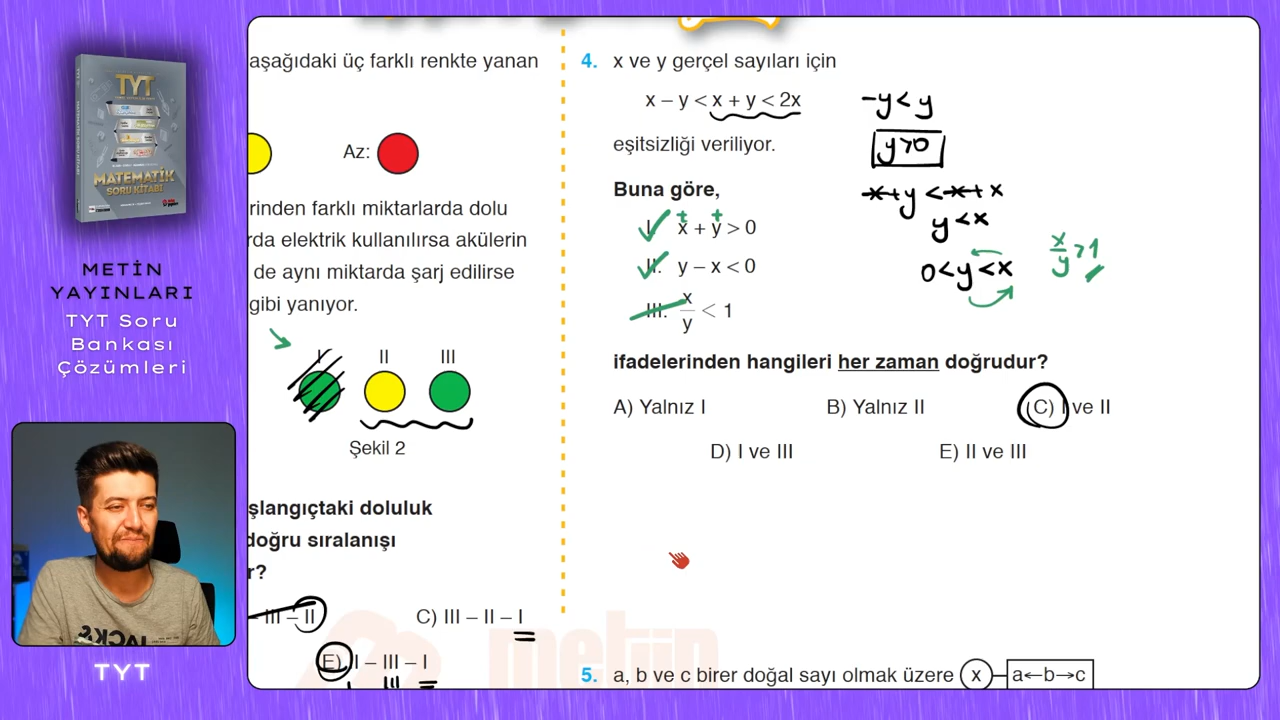 TYT
MATEMATİK
SORU KİTABI
METİN
YAYINLARI
TYT Soru
Bankası
Çözümleri
TYT
aşağıdaki üç farklı renkte yanan
Az:
rinden farklı miktarlarda dolu
rda elektrik kullanılırsa akülerin
de aynı miktarda şarj edilirse
gibi yanıyor.
I II III
Şekil 2
şlangıçtaki doluluk
doğru sıralanışı
r?
– III – II
C) III – II – I
E) I – III – I
4. x ve y gerçel sayıları için
x – y < x + y < 2x
eşitsizliği veriliyor.
Buna göre,
I. x + y > 0
+ +
II. y – x < 0
III. x/y < 1
ifadelerinden hangileri her zaman doğrudur?
A) Yalnız I
B) Yalnız II
C) I ve II
D) I ve III
E) II ve III
-y < y
y>0
x+y < x+x
y < x
0<y<x
x/y >1
5. a, b ve c birer doğal sayı olmak üzere x a←b→c
metin